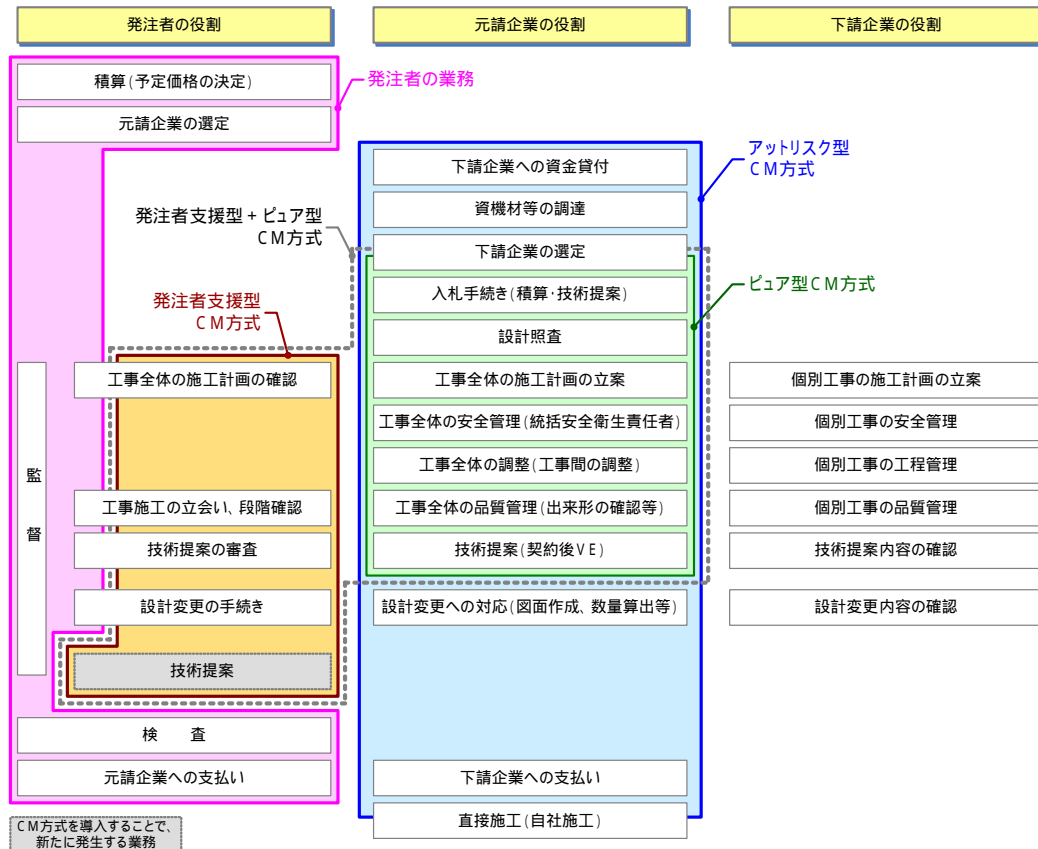 発注者の役割
元請企業の役割
下請企業の役割
積算(予定価格の決定)
発注者の業務
元請企業の選定
アットリスク型
CM方式
下請企業への資金貸付
資機材等の調達
発注者支援型+ピュア型
CM方式
下請企業の選定
入札手続き(積算・技術提案)
ピュア型CM方式
発注者支援型
CM方式
設計照査
工事全体の施工計画の確認
工事全体の施工計画の立案
個別工事の施工計画の立案
工事全体の安全管理(統括安全衛生責任者)
個別工事の安全管理
監督
工事全体の調整(工事間の調整)
個別工事の工程管理
工事施工の立会い、段階確認
工事全体の品質管理(出来形の確認等)
個別工事の品質管理
技術提案の審査
技術提案(契約後VE)
技術提案内容の確認
設計変更の手続き
設計変更への対応(図面作成、数量算出等)
設計変更内容の確認
技術提案
検 査
元請企業への支払い
下請企業への支払い
直接施工(自社施工)
CM方式を導入することで、
新たに発生する業務